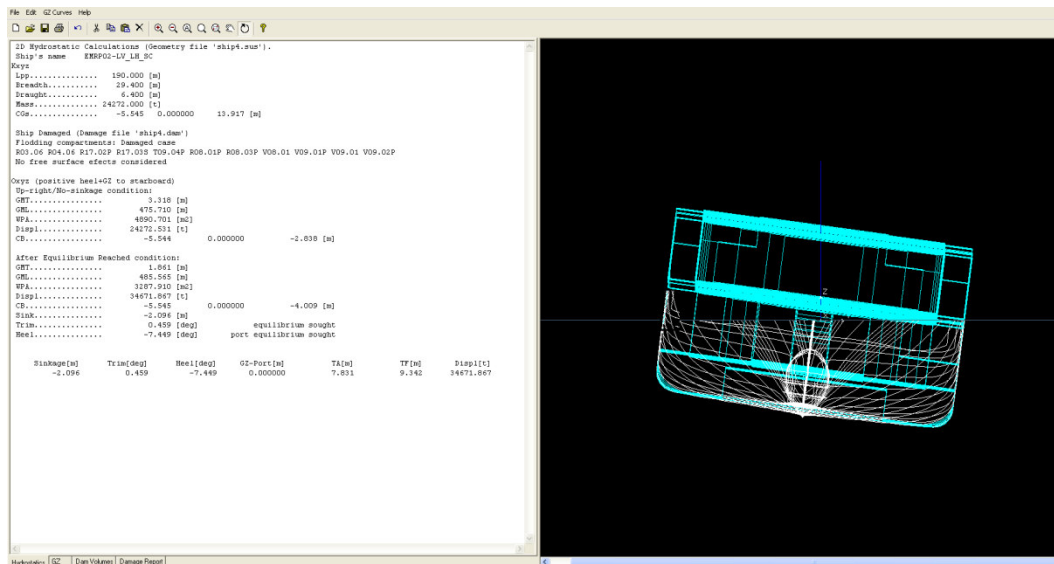 File Edit GZ Curves Help
2D Hydrostatic Calculations (Geometry file 'ship4.sus').
Ship's name EMRP02-LV_LH_SC
Kxyz
Lpp............... 190.000 [m]
Breadth........... 29.400 [m]
Draught........... 6.400 [m]
Mass.............. 24272.000 [t]
CGs............... -5.545 0.000000 13.917 [m]
Ship Damaged (Damage file 'ship4.dam')
Flodding compartments: Damaged case
R03.06 R04.06 R17.02P R17.03S T09.04P R08.01P R08.03P V08.01 V09.01P V09.01 V09.02P
No free surface efects considered
Oxyz (positive heel+GZ to starboard)
Up-right/No-sinkage condition:
GMT............... 3.318 [m]
GML............... 475.710 [m]
WPA............... 4890.701 [m2]
Displ............. 24272.531 [t]
CB................ -5.544 0.000000 -2.838 [m]
After Equilibrium Reached condition:
GMT............... 1.861 [m]
GML............... 485.565 [m]
WPA............... 3287.910 [m2]
Displ............. 34671.867 [t]
CB................ -5.545 0.000000 -4.009 [m]
Sink.............. -2.096 [m]
Trim.............. 0.459 [deg] equilibrium sought
Heel.............. -7.449 [deg] port equilibrium sought
Sinkage[m] Trim[deg] Heel[deg] GZ-Port[m] TA[m] TF[m] Displ[t]
-2.096 0.459 -7.449 0.000000 7.831 9.342 34671.867
Z
Hydrostatics GZ Dam Volumes Damage Report